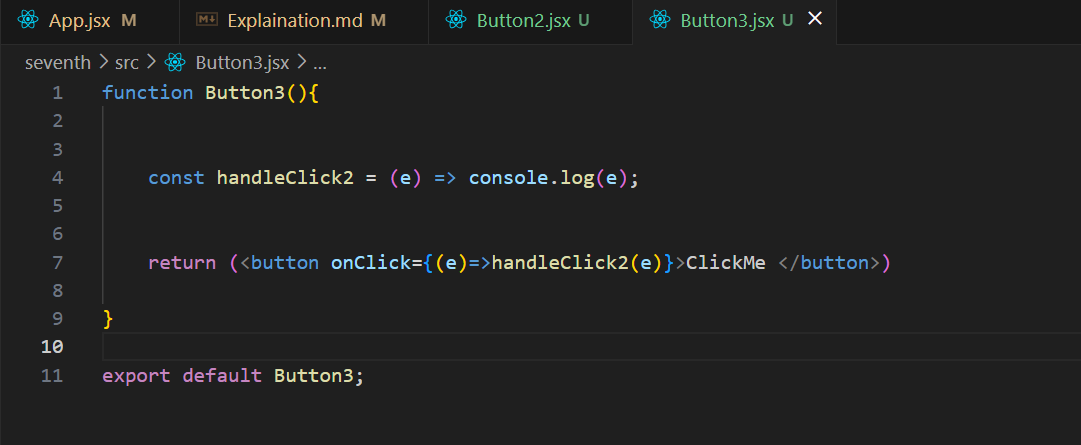 App.jsx M Explaination.md M Button2.jsx U Button3.jsx U
seventh > src > Button3.jsx > ...
1 function Button3(){
2
3
4 const handleClick2 = (e) => console.log(e);
5
6
7 return (<button onClick={(e)=>handleClick2(e)}>ClickMe </button>)
8
9 }
10
11 export default Button3;